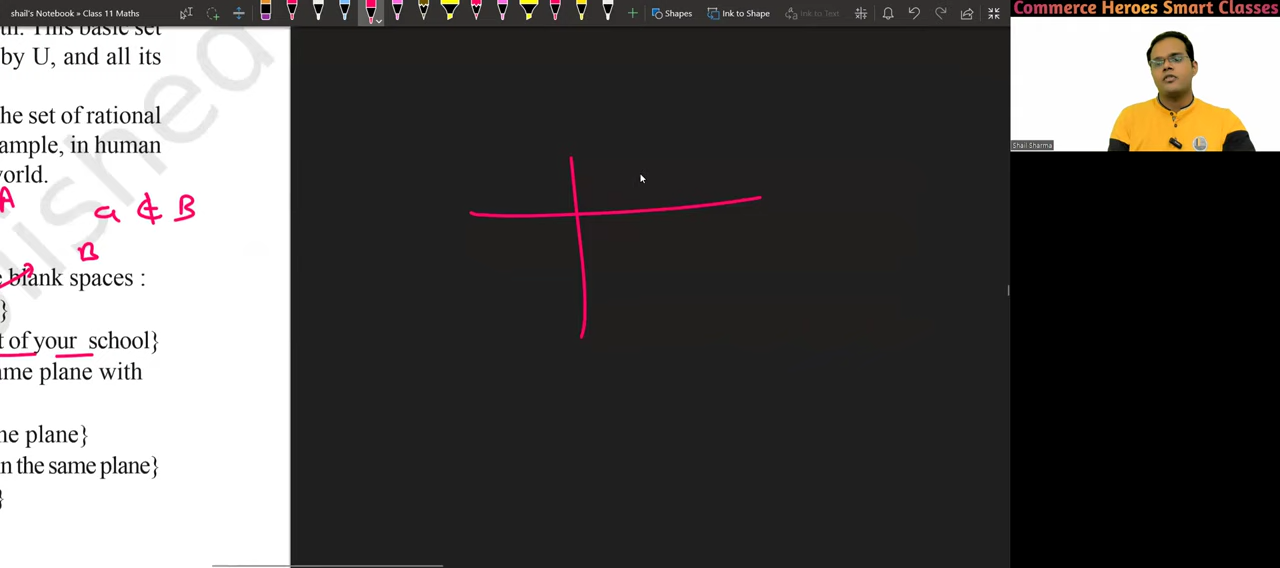 shail's Notebook » Class 11 Maths
Shapes
Ink to Shape
Ink to Text
Commerce Heroes Smart Classes
Shail Sharma
This basic set
by U, and all its
he set of rational
ample, in human
vorld.
A
a ⊄ B
B
e blank spaces :
}
t of your school}
ame plane with
ne plane}
n the same plane}
}
lished